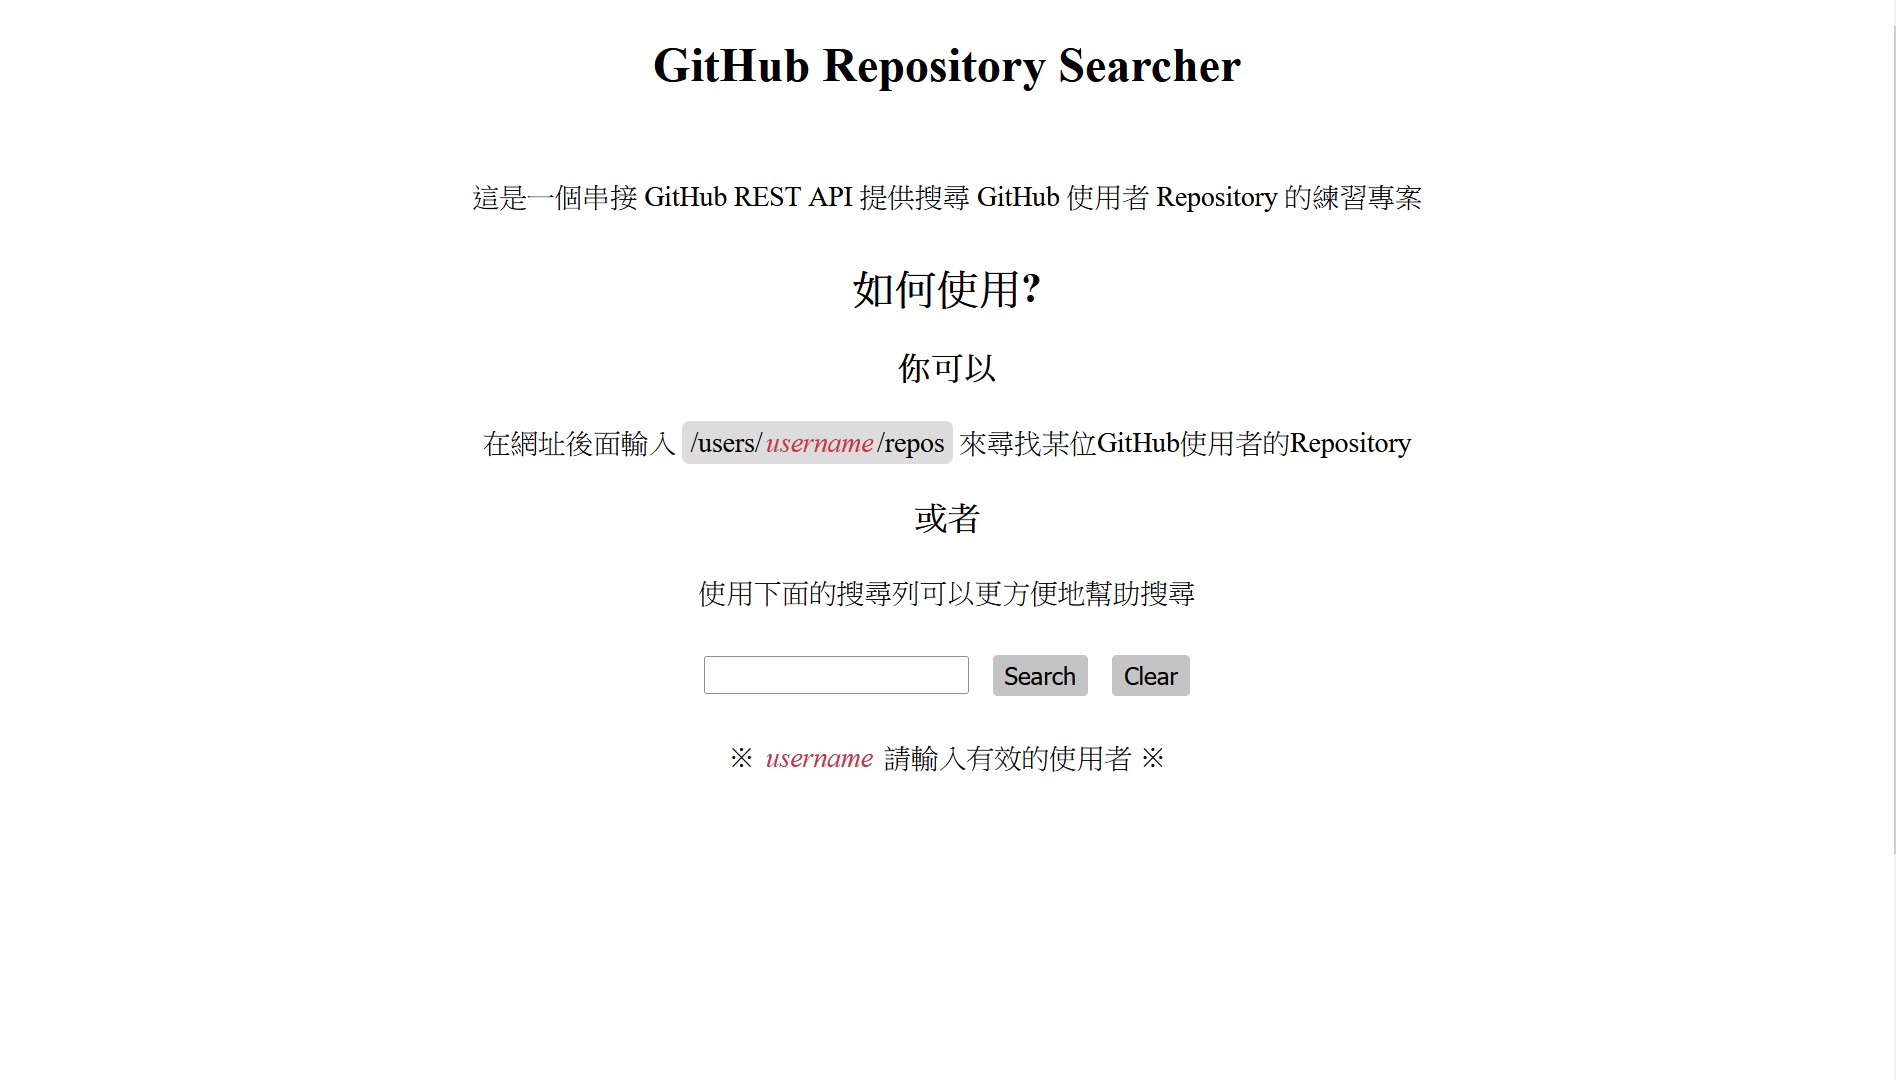 GitHub Repository Searcher
這是一個串接 GitHub REST API 提供搜尋 GitHub 使用者 Repository 的練習專案
如何使用?
你可以
在網址後面輸入 /users/username/repos 來尋找某位GitHub使用者的Repository
或者
使用下面的搜尋列可以更方便地幫助搜尋
Search Clear
※ username 請輸入有效的使用者 ※